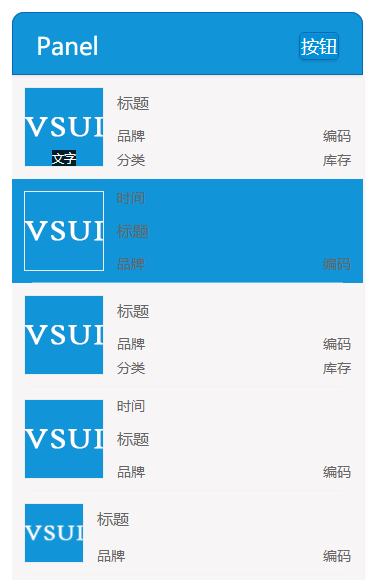 Panel 按钮
VSUI
文字
标题
品牌 编码
分类 库存
VSUI
时间
标题
品牌 编码
VSUI
标题
品牌 编码
分类 库存
VSUI
时间
标题
品牌 编码
VSUI
标题
品牌 编码